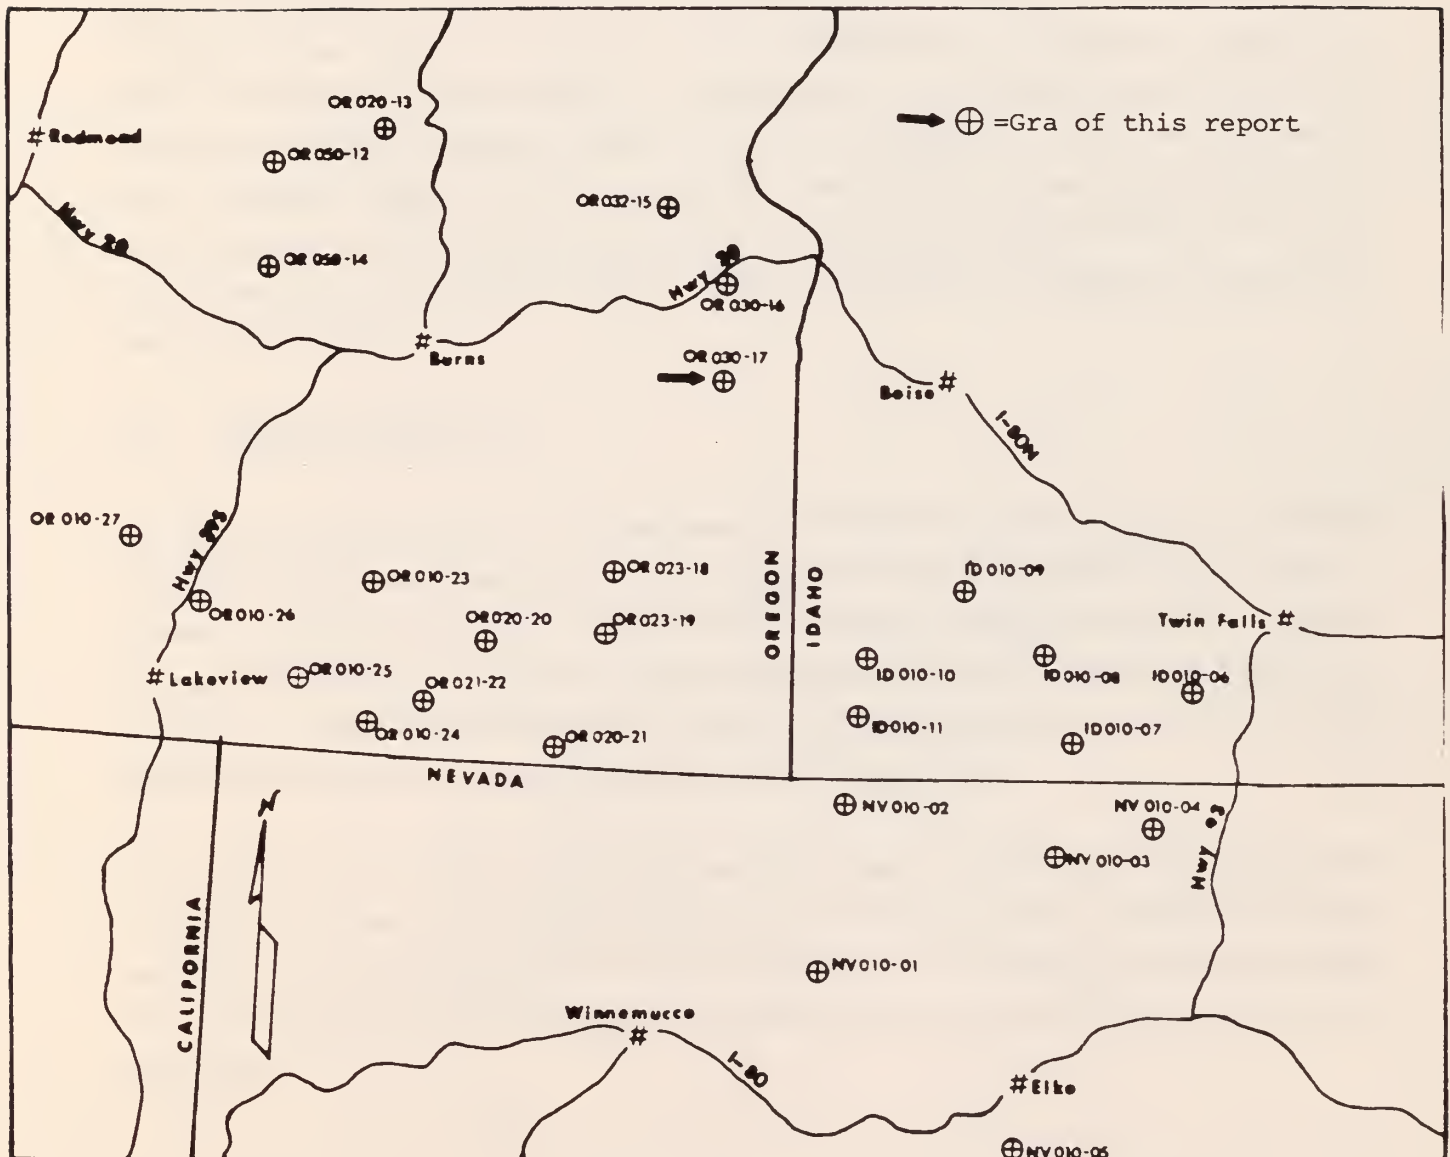 OR 020-13
=Gra of this report
# Redmond
OR 050-12
OR 032-15
Hwy 20
OR 050-14
Hwy 20
OR 030-16
# Burns
OR 030-17
Boise #
I-80N
OR 010-27
Hwy 395
OR 010-23
OR 023-18
OREGON
IDAHO
ID 010-09
OR 010-26
OR 020-20
OR 023-19
Twin Falls #
# Lakeview
OR 010-25
OR 021-22
ID 010-10
ID 010-08
ID 010-06
OR 010-24
OR 020-21
ID 010-11
ID 010-07
NEVADA
N
NV 010-02
NV 010-04
Hwy 93
NV 010-03
CALIFORNIA
NV 010-01
Winnemucca
#
I-80
# Elko
NV 010-05